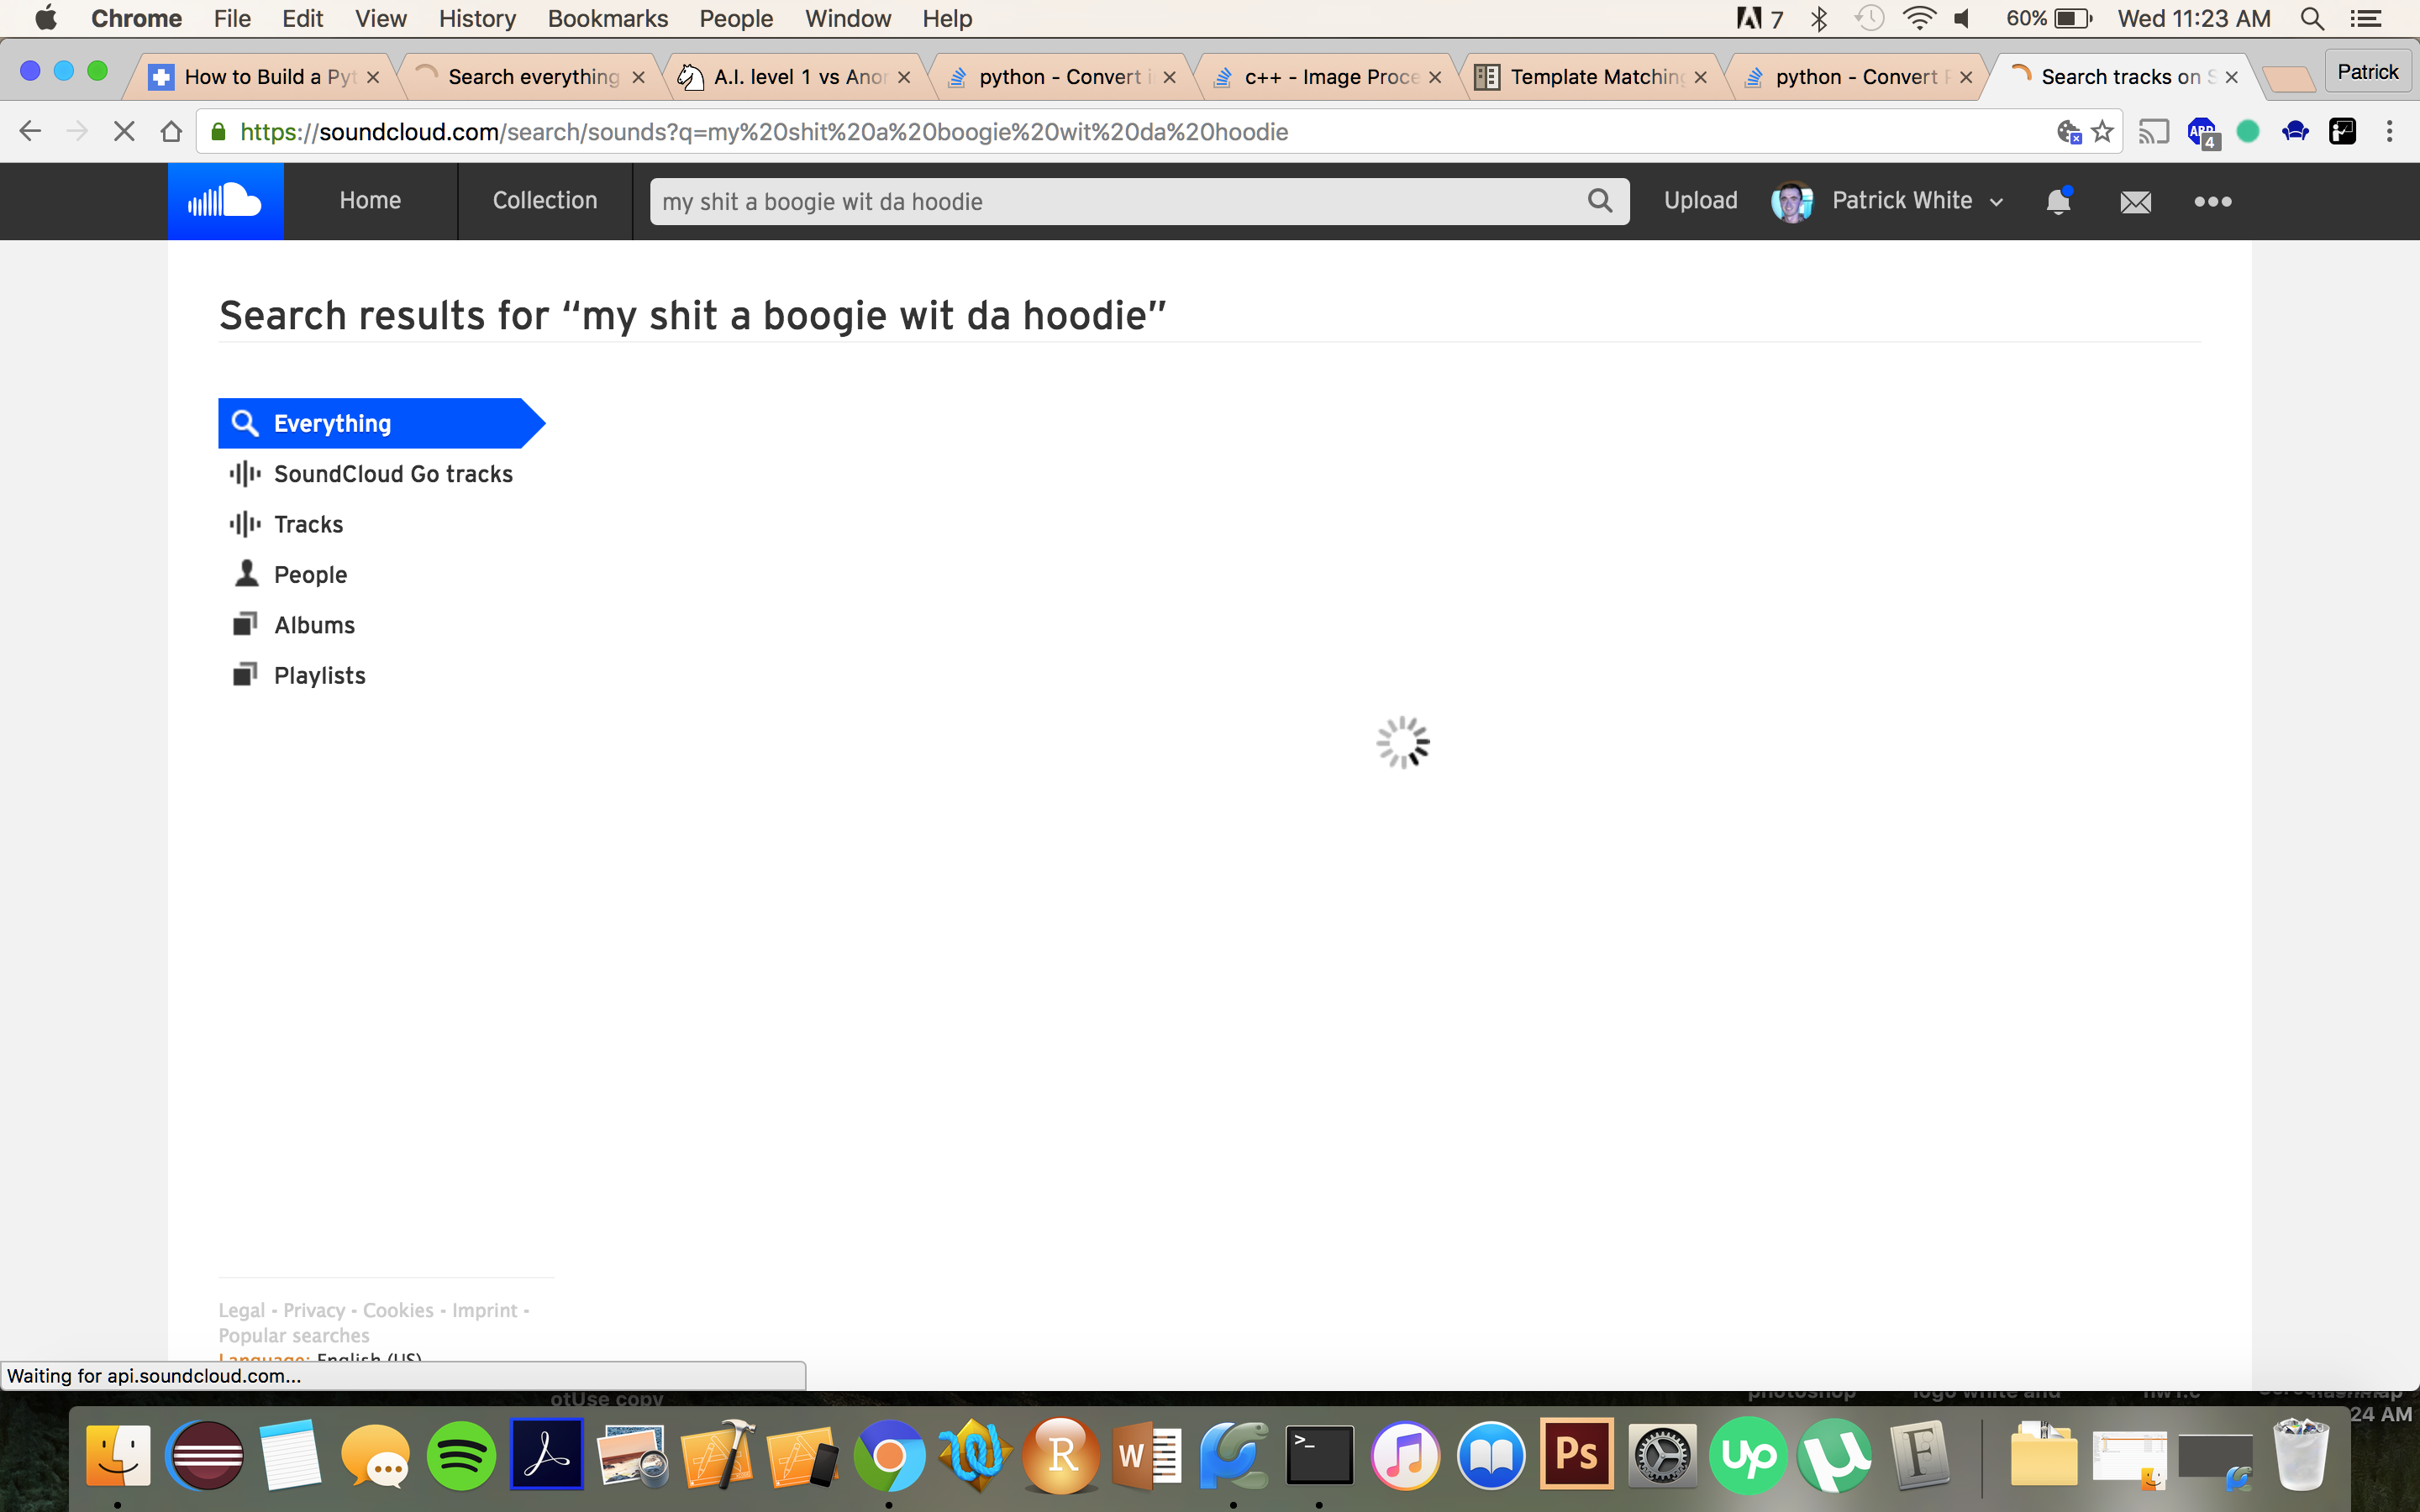 Chrome File Edit View History Bookmarks People Window Help 7 60% Wed 11:23 AM
How to Build a Pyt Search everything A.I. level 1 vs Anor python - Convert i c++ - Image Proce Template Matching python - Convert Search tracks on S Patrick
https://soundcloud.com/search/sounds?q=my%20shit%20a%20boogie%20wit%20da%20hoodie ABP 4
Home Collection my shit a boogie wit da hoodie Upload Patrick White
Search results for “my shit a boogie wit da hoodie”
Everything
SoundCloud Go tracks
Tracks
People
Albums
Playlists
Legal - Privacy - Cookies - Imprint -
Popular searches
Language: English (US)
Waiting for api.soundcloud.com...
otUse copy photoshop logo white and hw1.c
24 AM
R W >_ Ps up µ F